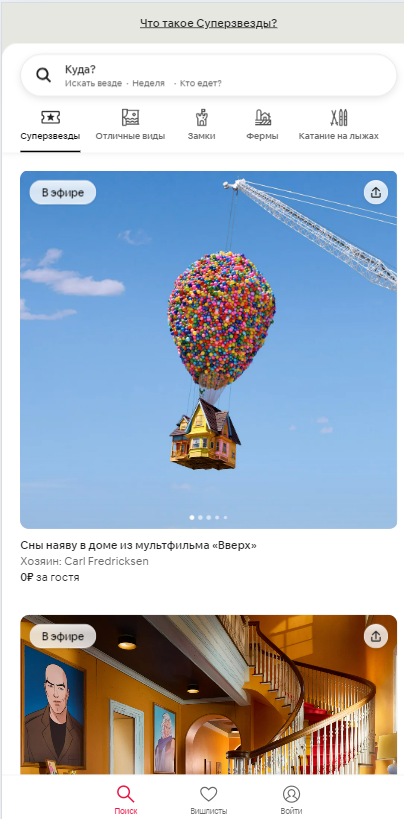 Что такое Суперзвезды?
Куда?
Искать везде · Неделя · Кто едет?
Суперзвезды Отличные виды Замки Фермы Катание на лыжах
В эфире
Сны наяву в доме из мультфильма «Вверх»
Хозяин: Carl Fredricksen
0₽ за гостя
В эфире
Поиск Вишлисты Войти